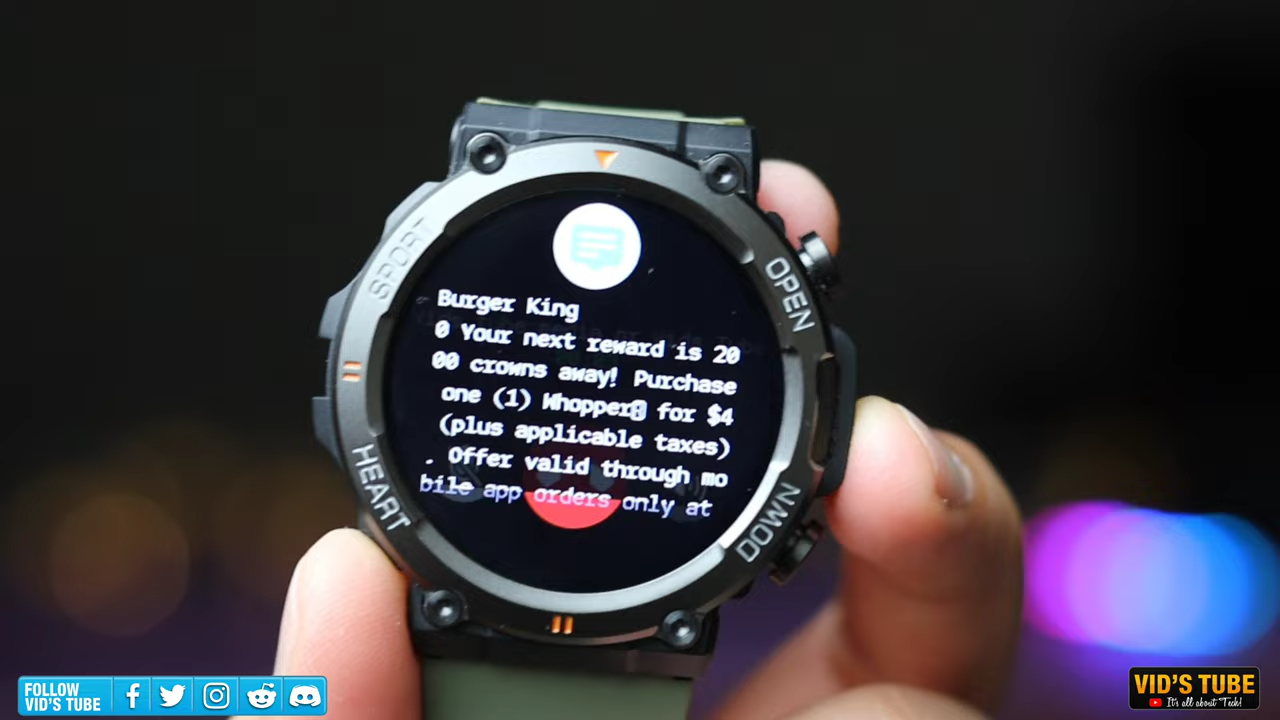 SPORT
OPEN
Burger King
0 Your next reward is 20
00 crowns away! Purchase
one (1) Whopper for $4
(plus applicable taxes)
. Offer valid through mo
bile app orders only at
HEART
DOWN
FOLLOW
VID'S TUBE
VID'S TUBE
It's all about Tech!